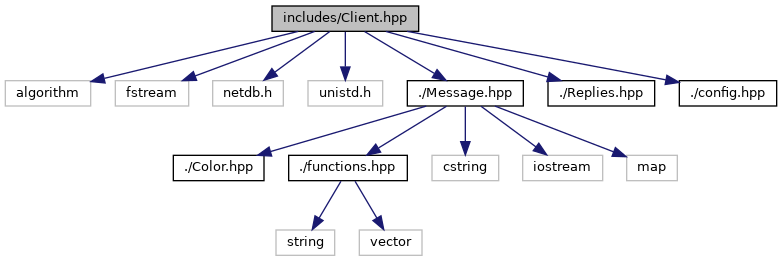 includes/Client.hpp
algorithm
fstream
netdb.h
unistd.h
./Message.hpp
./Replies.hpp
./config.hpp
./Color.hpp
./functions.hpp
cstring
iostream
map
string
vector